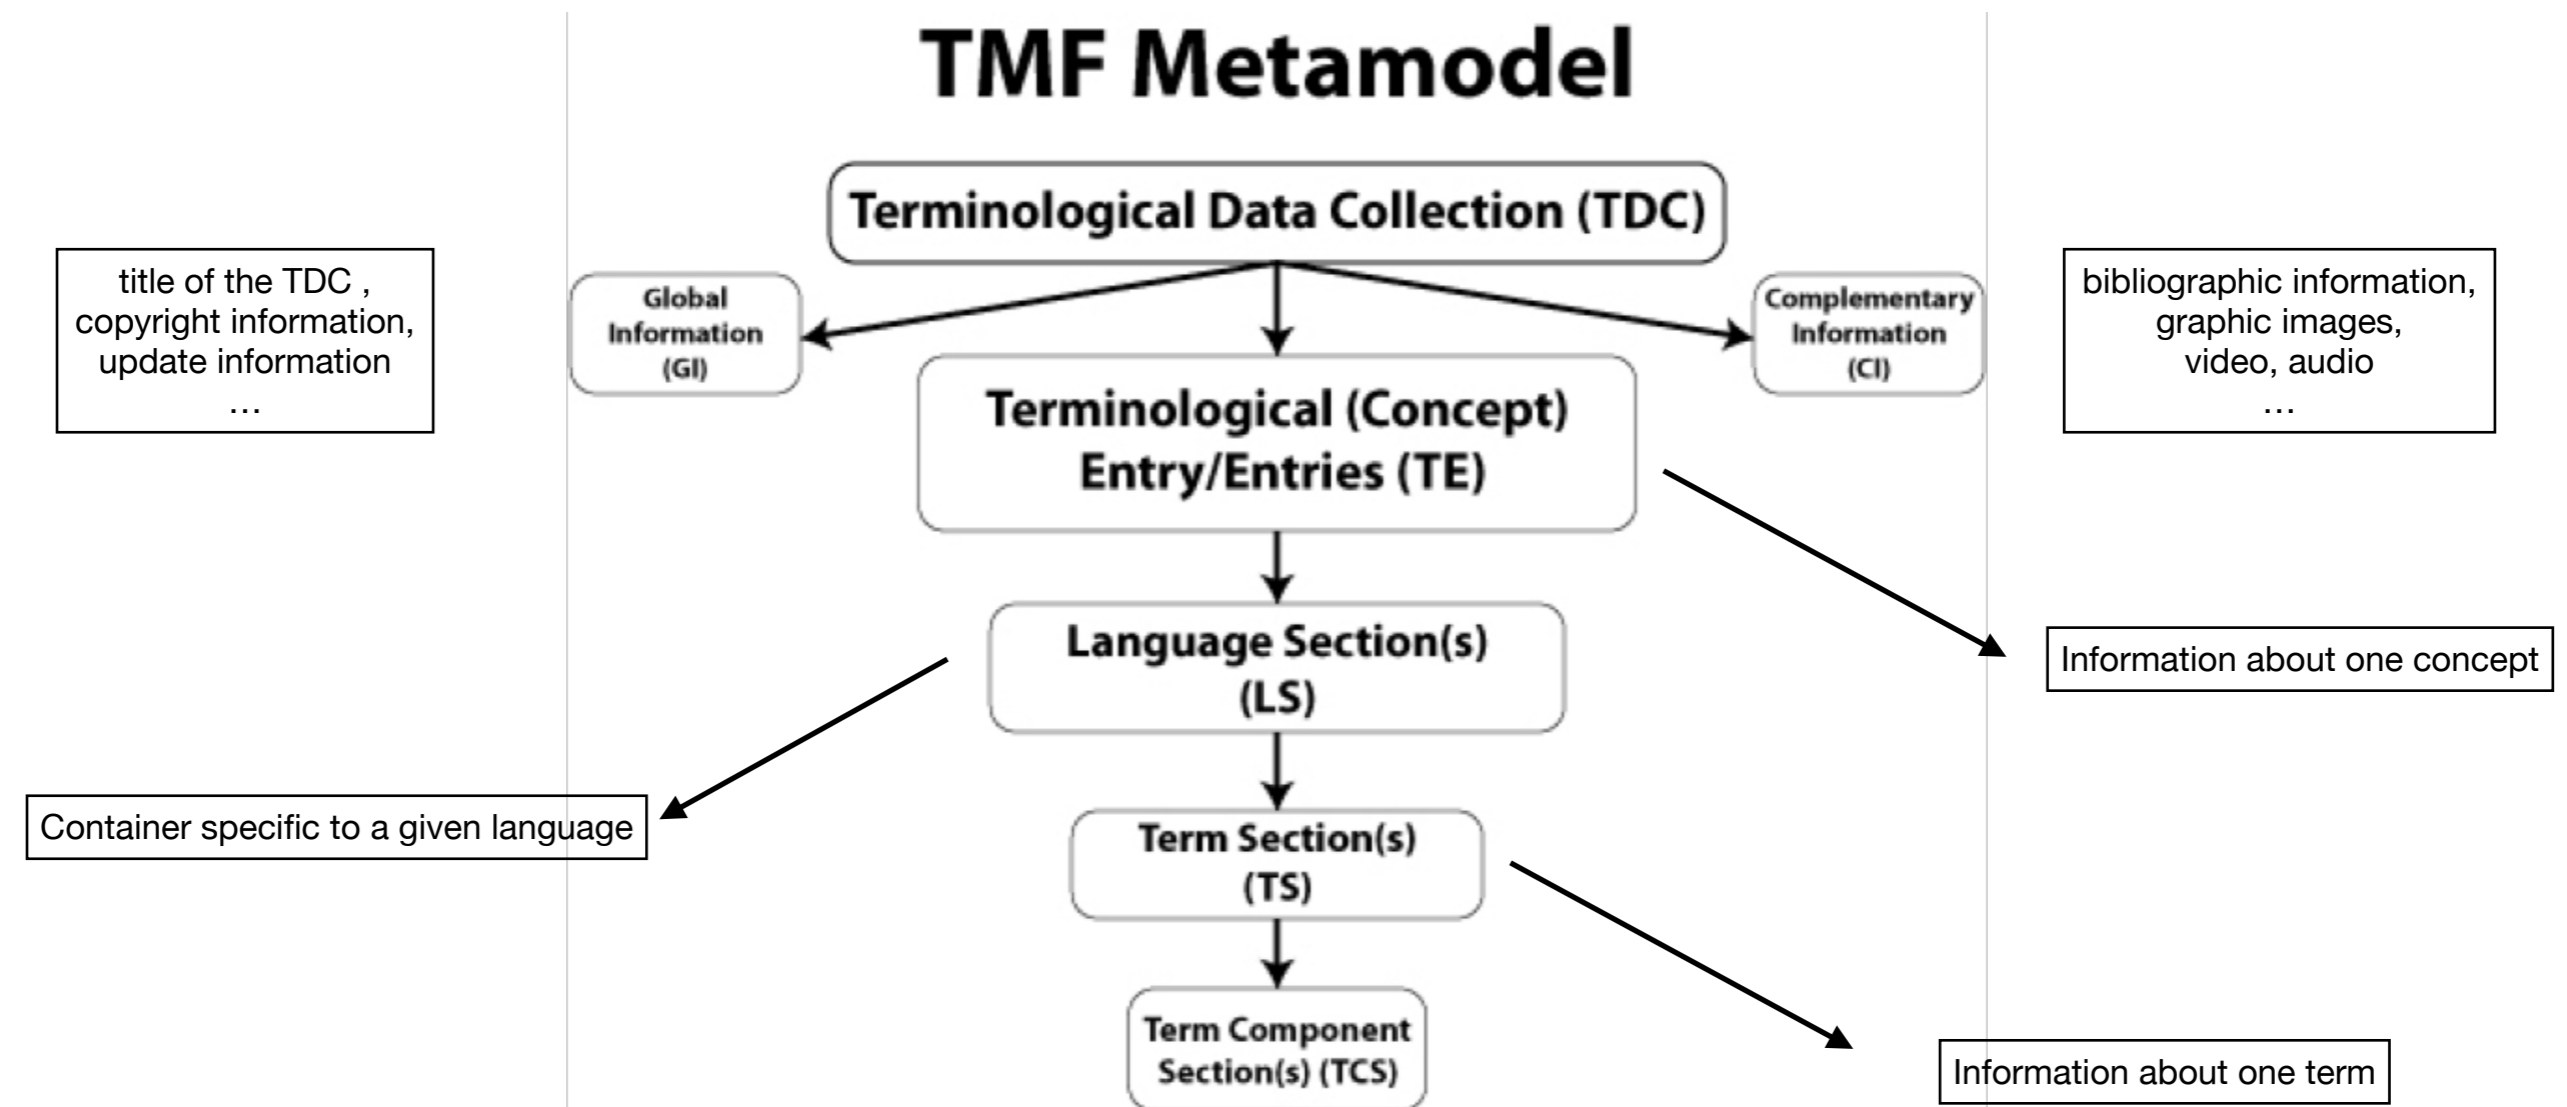 TMF Metamodel
Terminological Data Collection (TDC)
title of the TDC ,
copyright information,
update information
...
Global
Information
(GI)
Complementary
Information
(CI)
bibliographic information,
graphic images,
video, audio
...
Terminological (Concept)
Entry/Entries (TE)
Information about one concept
Language Section(s)
(LS)
Container specific to a given language
Term Section(s)
(TS)
Term Component
Section(s) (TCS)
Information about one term